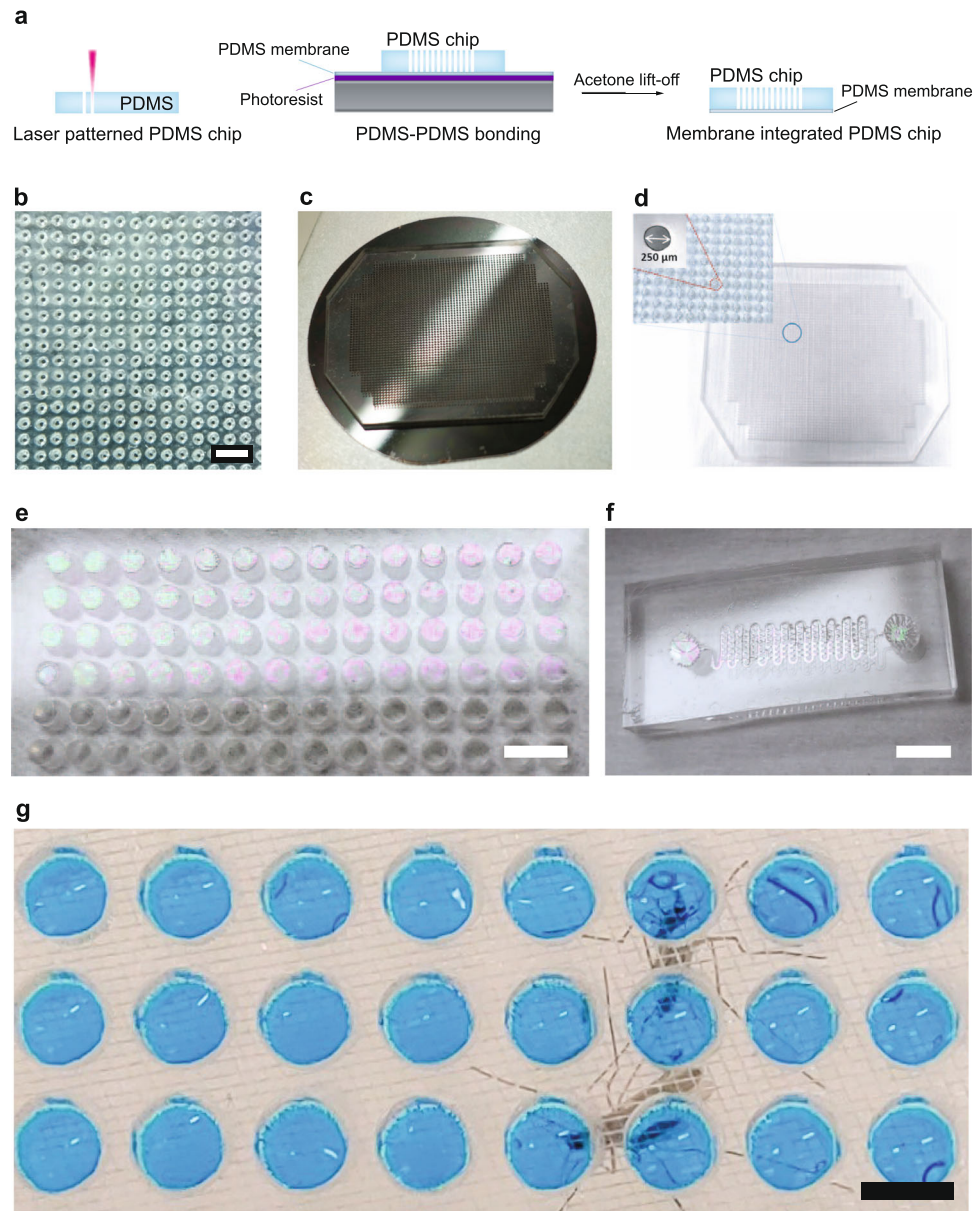 a
PDMS chip
PDMS membrane
Photoresist
PDMS
Laser patterned PDMS chip
PDMS-PDMS bonding
Acetone lift-off
PDMS chip
PDMS membrane
Membrane integrated PDMS chip
b
c
d
250 µm
e
f
g